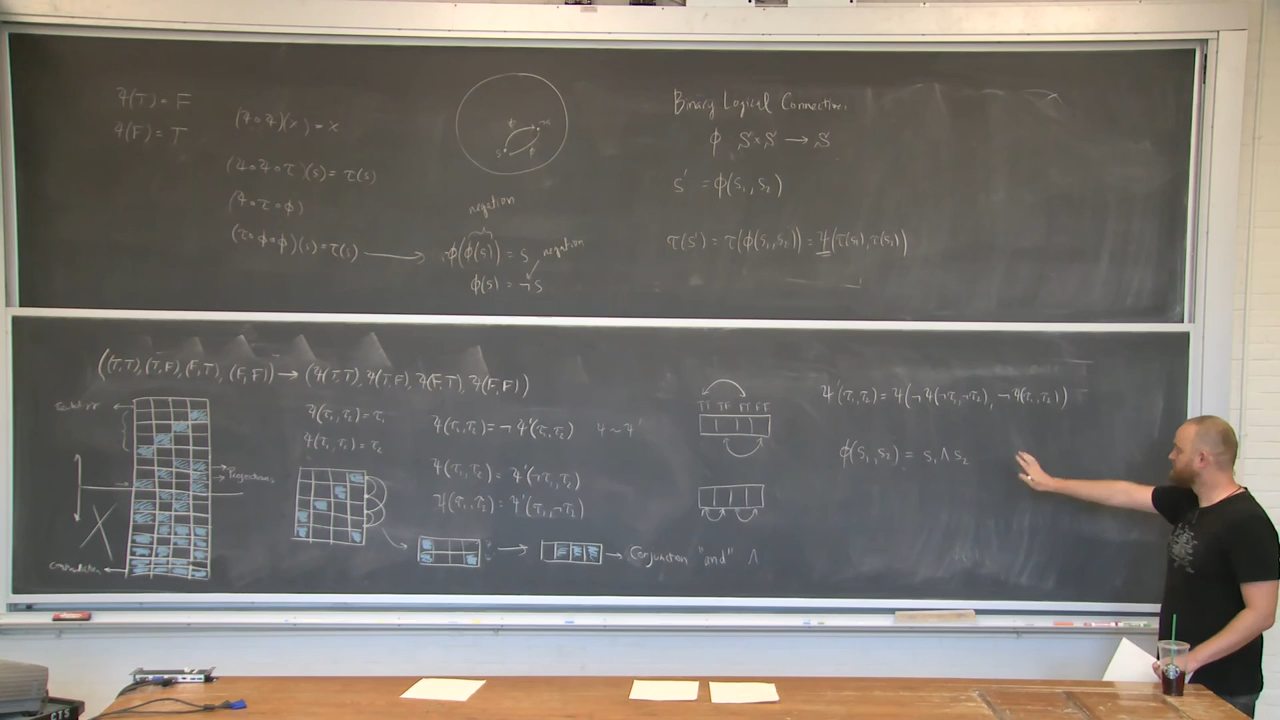 Ψ(T) = F
Ψ(F) = T
(Ψ∘Ψ)(x) = x
(Ψ∘Ψ∘τ)(s) = τ(s)
(Ψ∘τ∘ϕ)
(τ∘ϕ∘ϕ)(s) = τ(s)
negation
ϕ(ϕ(s)) = s
negation
ϕ(s) = ¬s
Binary Logical Connectives
ϕ S×S → S
s' = ϕ(s₁,s₂)
τ(s') = τ(ϕ(s₁,s₂)) = Ψ(τ(s₁),τ(s₂))
((T,T),(T,F),(F,T),(F,F)) → (Ψ(T,T),Ψ(T,F),Ψ(F,T),Ψ(F,F))
Projections
Ψ(τ₁,τ₂) = τ₁
Ψ(τ₁,τ₂) = τ₂
Ψ(τ₁,τ₂) = ¬Ψ'(τ₁,τ₂) Ψ ~ Ψ'
Ψ(τ₁,τ₂) = Ψ'(¬τ₁,τ₂)
Ψ(τ₁,τ₂) = Ψ'(τ₁,¬τ₂)
Conjunction "and" ∧
TT TF FT FF
Ψ'(τ₁,τ₂) = Ψ(¬Ψ(¬τ₁,¬τ₂),¬Ψ(τ₁,τ₂))
ϕ(s₁,s₂) = s₁ ∧ s₂
CTS